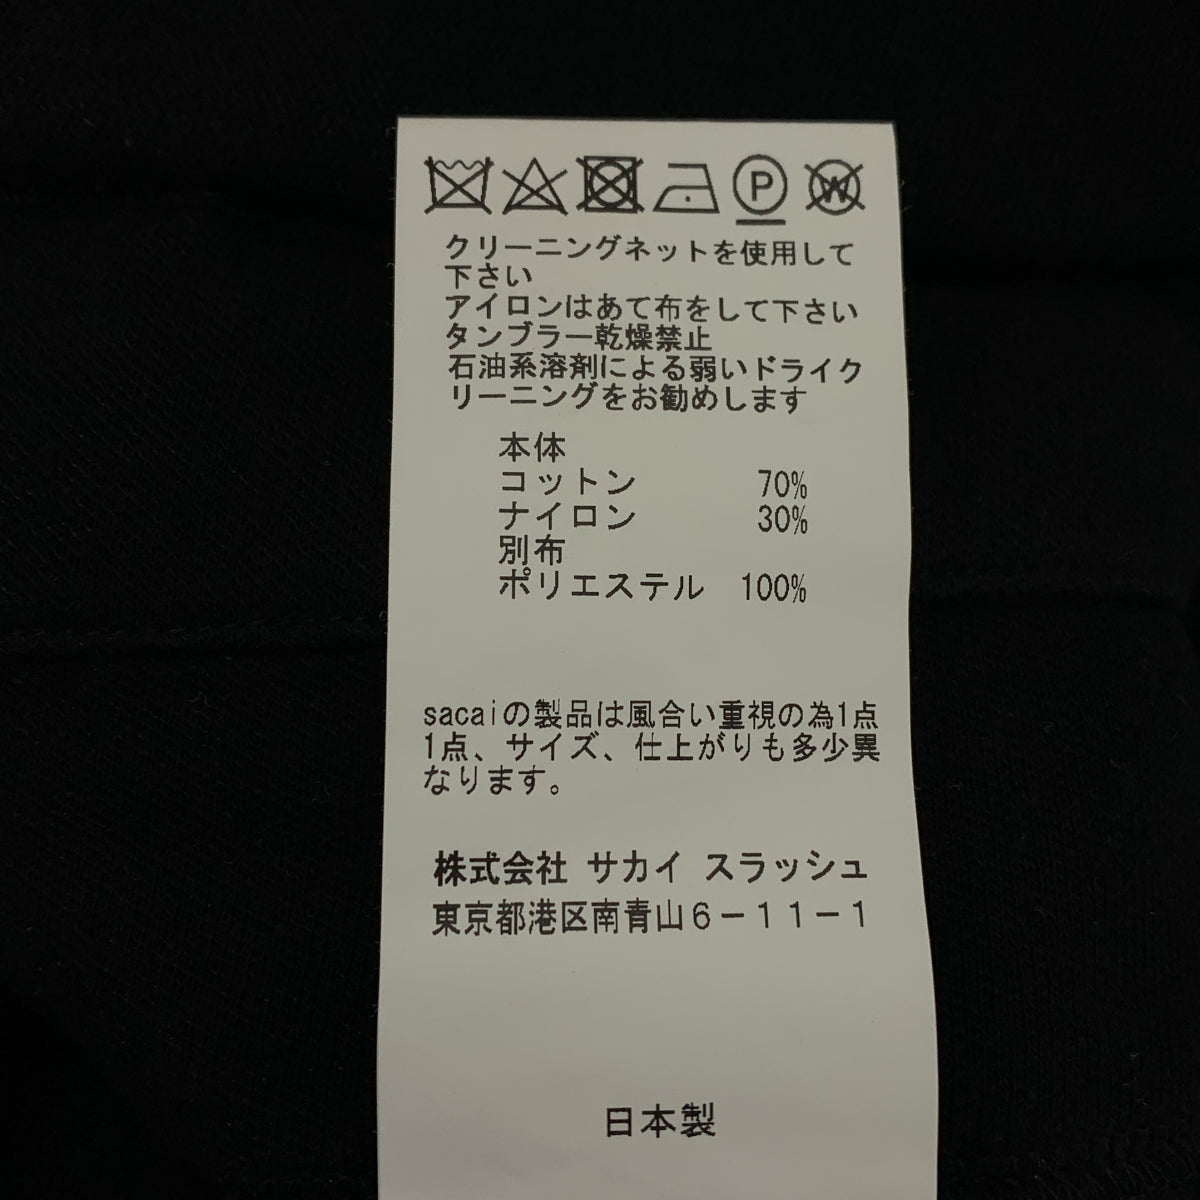 P W
クリーニングネットを使用して
下さい
アイロンはあて布をして下さい
タンブラー乾燥禁止
石油系溶剤による弱いドライク
リーニングをお勧めします
本体
コットン 70%
ナイロン 30%
別布
ポリエステル 100%
sacaiの製品は風合い重視の為1点
1点、サイズ、仕上がりも多少異
なります。
株式会社 サカイ スラッシュ
東京都港区南青山6-11-1
日本製